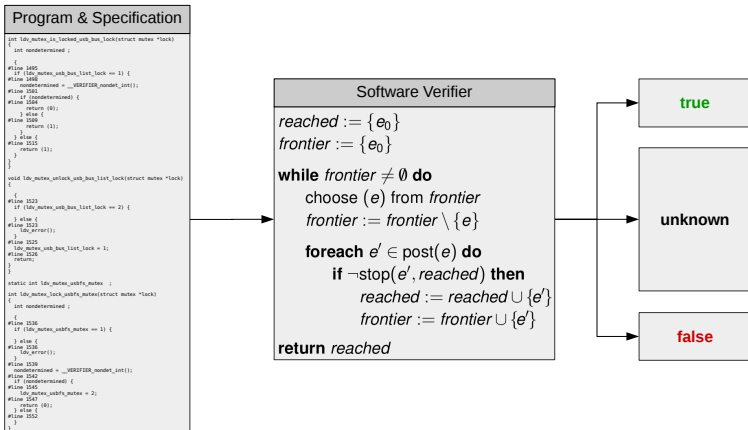 Program & Specification
int ldv_mutex_is_locked_usb_bus_lock(struct mutex *lock)
{
int nondetermined ;
{
#line 1495
if (ldv_mutex_usb_bus_list_lock == 1) {
#line 1498
nondetermined = __VERIFIER_nondet_int();
#line 1501
if (nondetermined) {
#line 1504
return (0);
} else {
#line 1509
return (1);
}
} else {
#line 1515
return (1);
}
}
}
void ldv_mutex_unlock_usb_bus_list_lock(struct mutex *lock)
{
{
#line 1523
if (ldv_mutex_usb_bus_list_lock == 2) {
} else {
#line 1523
ldv_error();
}
#line 1525
ldv_mutex_usb_bus_list_lock = 1;
#line 1526
return;
}
}
static int ldv_mutex_usbfs_mutex ;
int ldv_mutex_lock_usbfs_mutex(struct mutex *lock)
{
int nondetermined ;
{
#line 1536
if (ldv_mutex_usbfs_mutex == 1) {
} else {
#line 1536
ldv_error();
}
#line 1539
nondetermined = __VERIFIER_nondet_int();
#line 1542
if (nondetermined) {
#line 1545
ldv_mutex_usbfs_mutex = 2;
#line 1547
return (0);
} else {
#line 1552
}
}
Software Verifier
reached := {e₀}
frontier := {e₀}
while frontier ≠ ∅ do
choose (e) from frontier
frontier := frontier \ {e}
foreach e′ ∈ post(e) do
if ¬stop(e′, reached) then
reached := reached ∪ {e′}
frontier := frontier ∪ {e′}
return reached
true
unknown
false